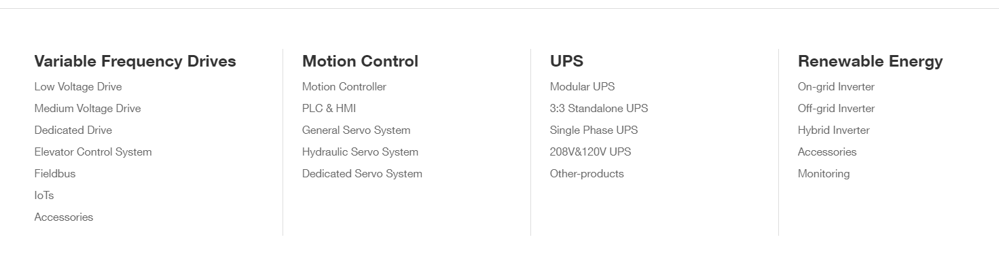 Variable Frequency Drives
Low Voltage Drive
Medium Voltage Drive
Dedicated Drive
Elevator Control System
Fieldbus
IoTs
Accessories
Motion Control
Motion Controller
PLC & HMI
General Servo System
Hydraulic Servo System
Dedicated Servo System
UPS
Modular UPS
3:3 Standalone UPS
Single Phase UPS
208V&120V UPS
Other-products
Renewable Energy
On-grid Inverter
Off-grid Inverter
Hybrid Inverter
Accessories
Monitoring